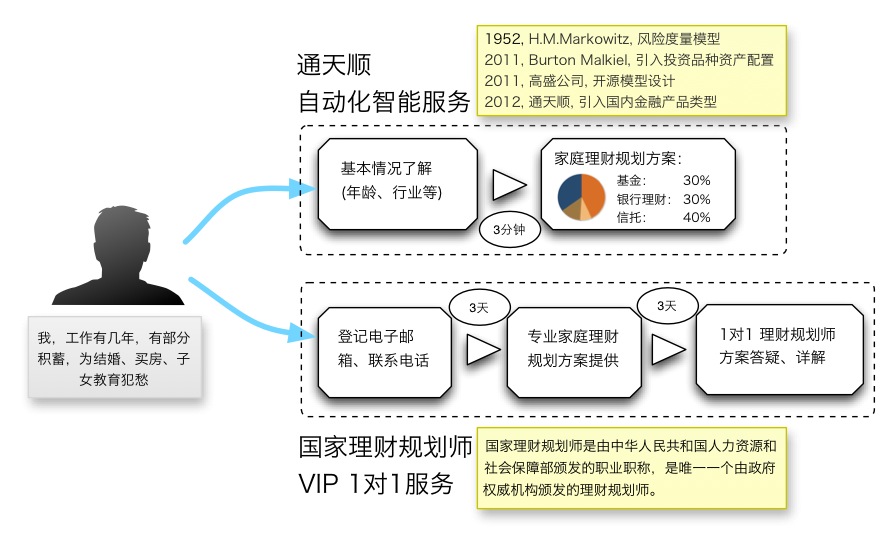 通天顺
自动化智能服务
1952, H.M.Markowitz, 风险度量模型
2011, Burton Malkiel, 引入投资品种资产配置
2011, 高盛公司, 开源模型设计
2012, 通天顺, 引入国内金融产品类型
基本情况了解
(年龄、行业等)
3分钟
家庭理财规划方案：
基金： 30%
银行理财： 30%
信托： 40%
我，工作有几年，有部分
积蓄，为结婚、买房、子
女教育犯愁
登记电子邮
箱、联系电话
3天
专业家庭理财
规划方案提供
3天
1对1 理财规划师
方案答疑、详解
国家理财规划师
VIP 1对1服务
国家理财规划师是由中华人民共和国人力资源和
社会保障部颁发的职业职称，是唯一一个由政府
权威机构颁发的理财规划师。